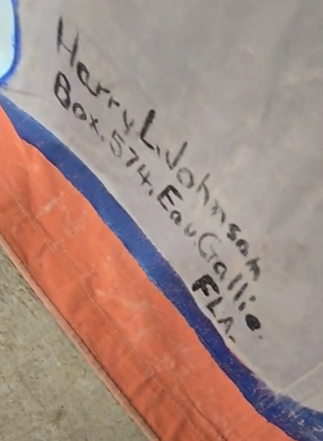 Harry L. Johnson
Box. 574. Eau. Gallie.
FLA.